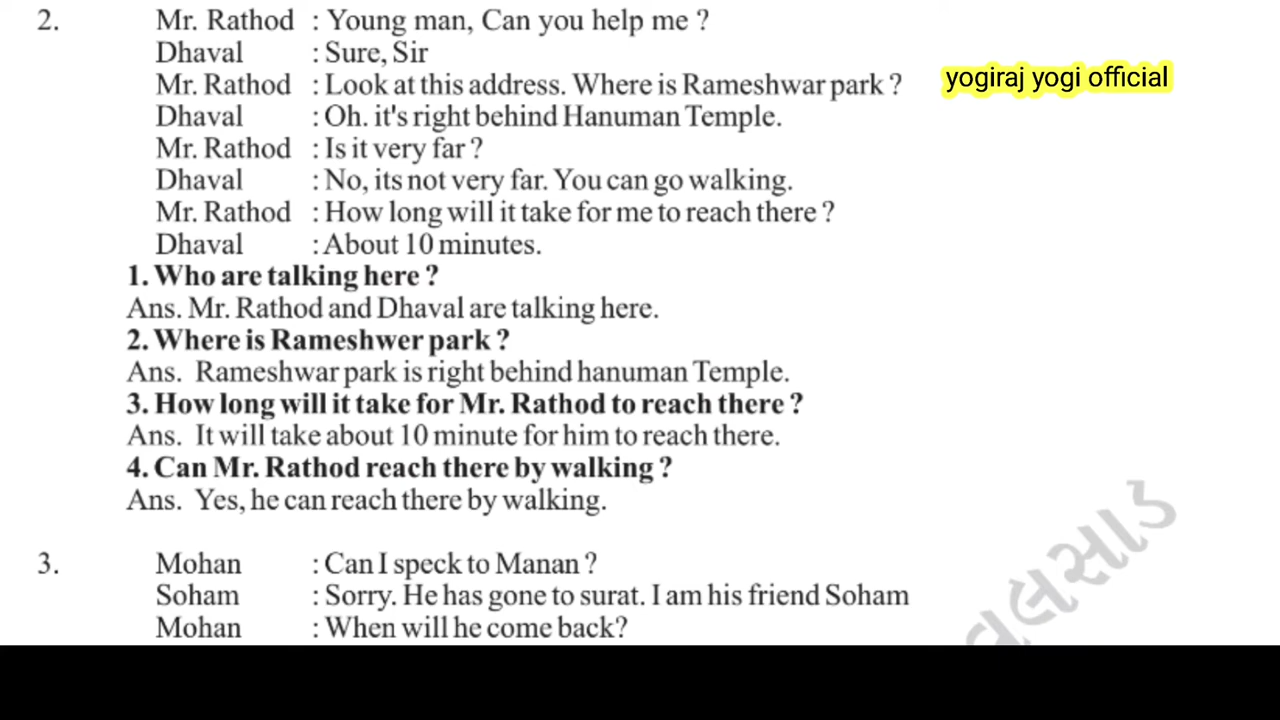 2. Mr. Rathod : Young man, Can you help me ?
Dhaval : Sure, Sir
Mr. Rathod : Look at this address. Where is Rameshwar park ?
yogiraj yogi official
Dhaval : Oh. it's right behind Hanuman Temple.
Mr. Rathod : Is it very far ?
Dhaval : No, its not very far. You can go walking.
Mr. Rathod : How long will it take for me to reach there ?
Dhaval : About 10 minutes.
1. Who are talking here ?
Ans. Mr. Rathod and Dhaval are talking here.
2. Where is Rameshwer park ?
Ans. Rameshwar park is right behind hanuman Temple.
3. How long will it take for Mr. Rathod to reach there ?
Ans. It will take about 10 minute for him to reach there.
4. Can Mr. Rathod reach there by walking ?
Ans. Yes, he can reach there by walking.
3. Mohan : Can I speck to Manan ?
Soham : Sorry. He has gone to surat. I am his friend Soham
Mohan : When will he come back?
વલસાડ